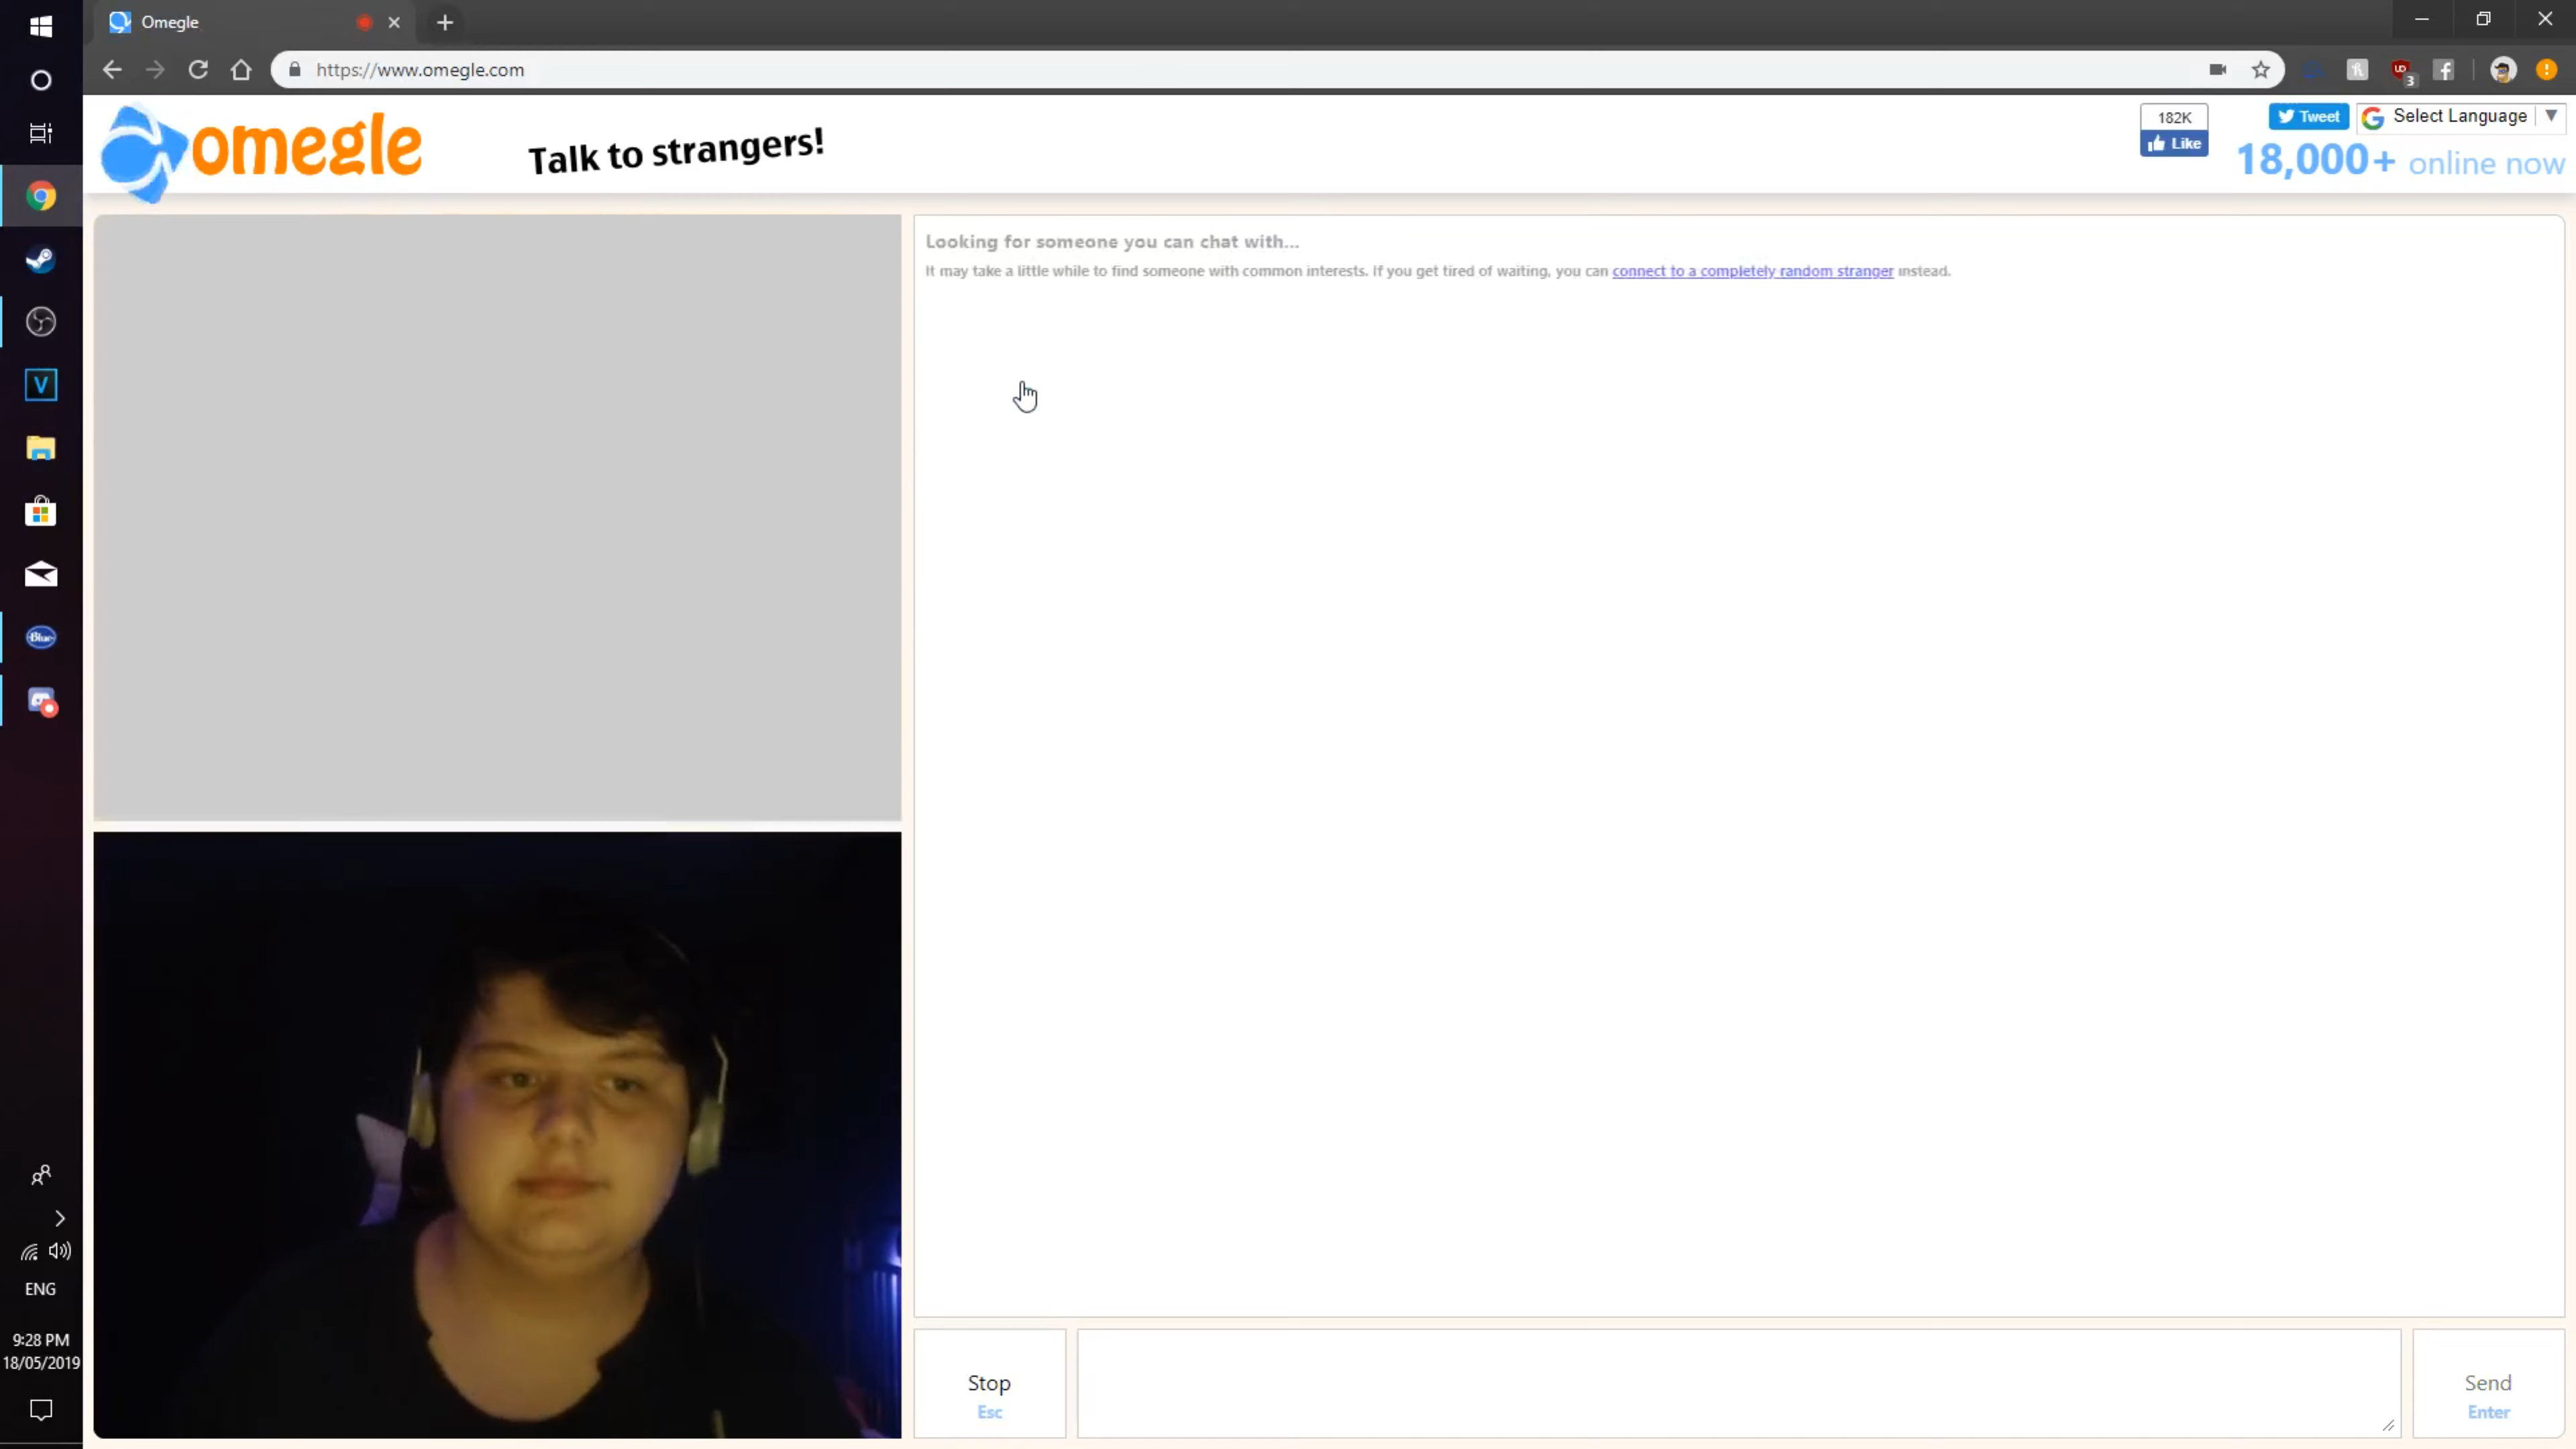 Omegle
https://www.omegle.com
UD
3
omegle
Talk to strangers!
182K
Like
Tweet
G Select Language
18,000+ online now
Looking for someone you can chat with...
It may take a little while to find someone with common interests. If you get tired of waiting, you can connect to a completely random stranger instead.
V
Blue
ENG
9:28 PM
18/05/2019
Stop
Esc
Send
Enter